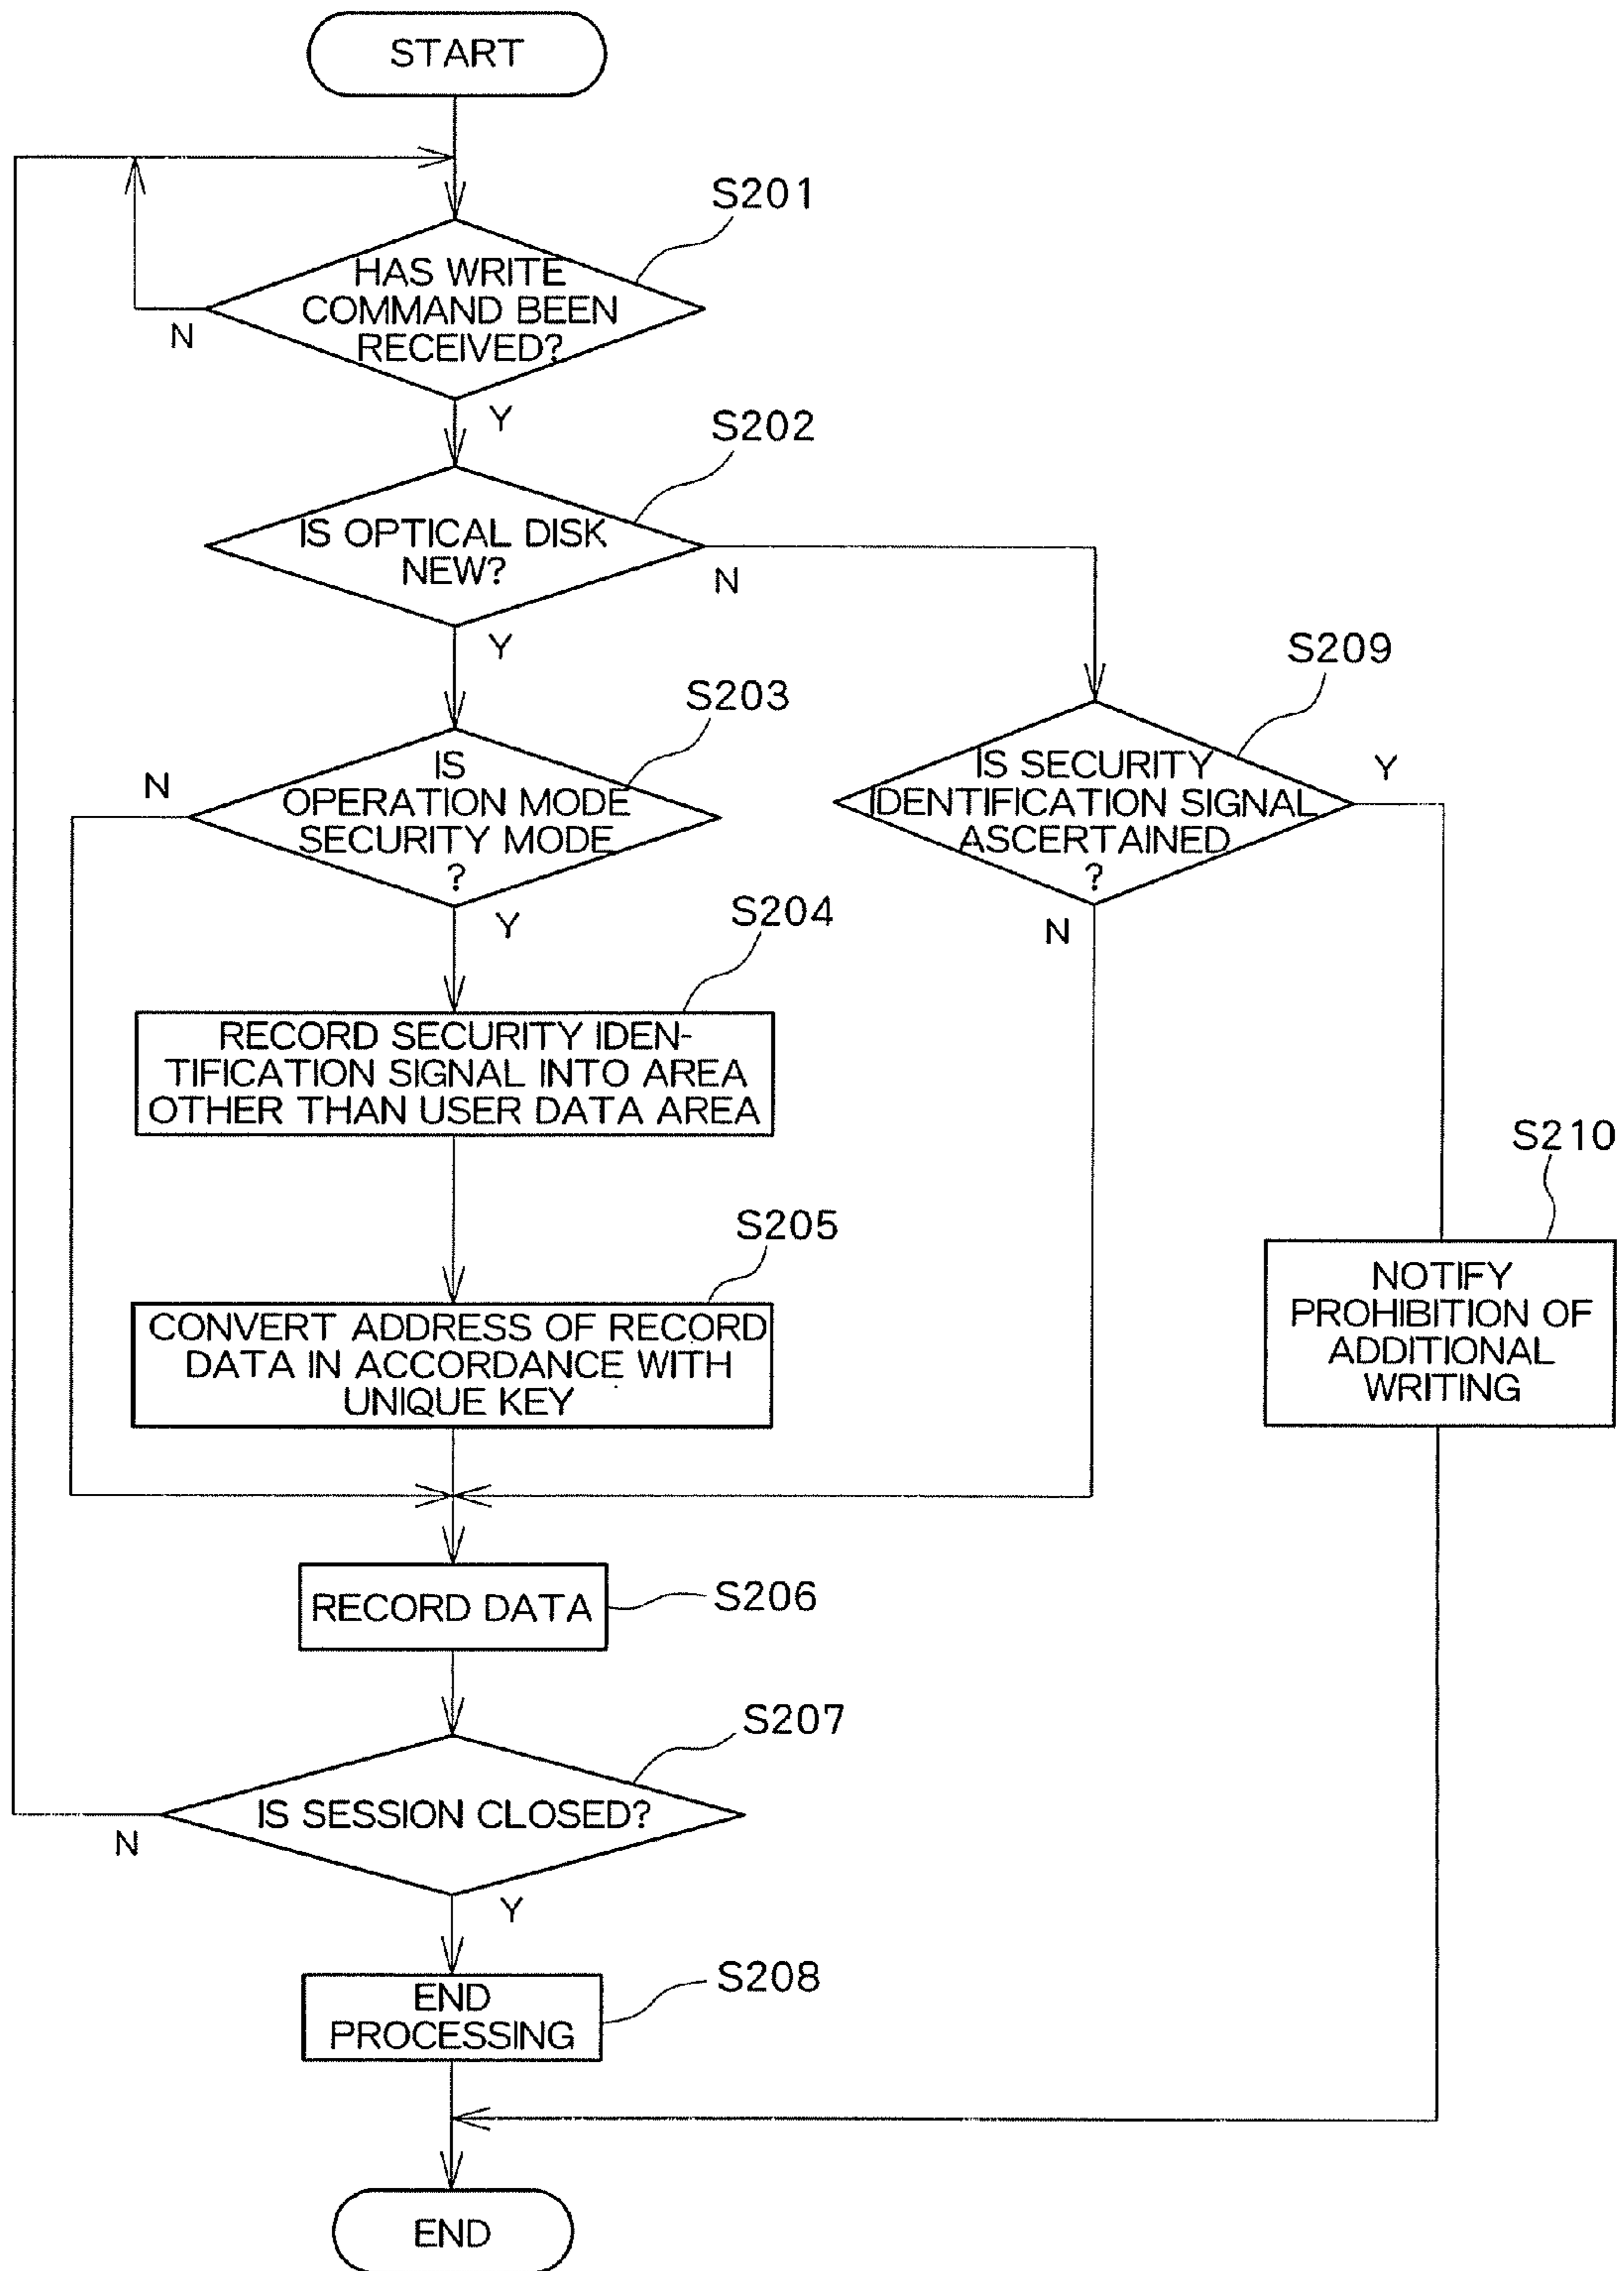 START
S201
HAS WRITE
COMMAND BEEN
RECEIVED?
N
Y
S202
IS OPTICAL DISK
NEW?
N
Y
S203
IS
OPERATION MODE
SECURITY MODE
?
N
Y
S209
IS SECURITY
IDENTIFICATION SIGNAL
ASCERTAINED
?
Y
N
S204
RECORD SECURITY IDEN-
TIFICATION SIGNAL INTO AREA
OTHER THAN USER DATA AREA
S205
CONVERT ADDRESS OF RECORD
DATA IN ACCORDANCE WITH
UNIQUE KEY
S210
NOTIFY
PROHIBITION OF
ADDITIONAL
WRITING
RECORD DATA
S206
S207
IS SESSION CLOSED?
N
Y
S208
END
PROCESSING
END